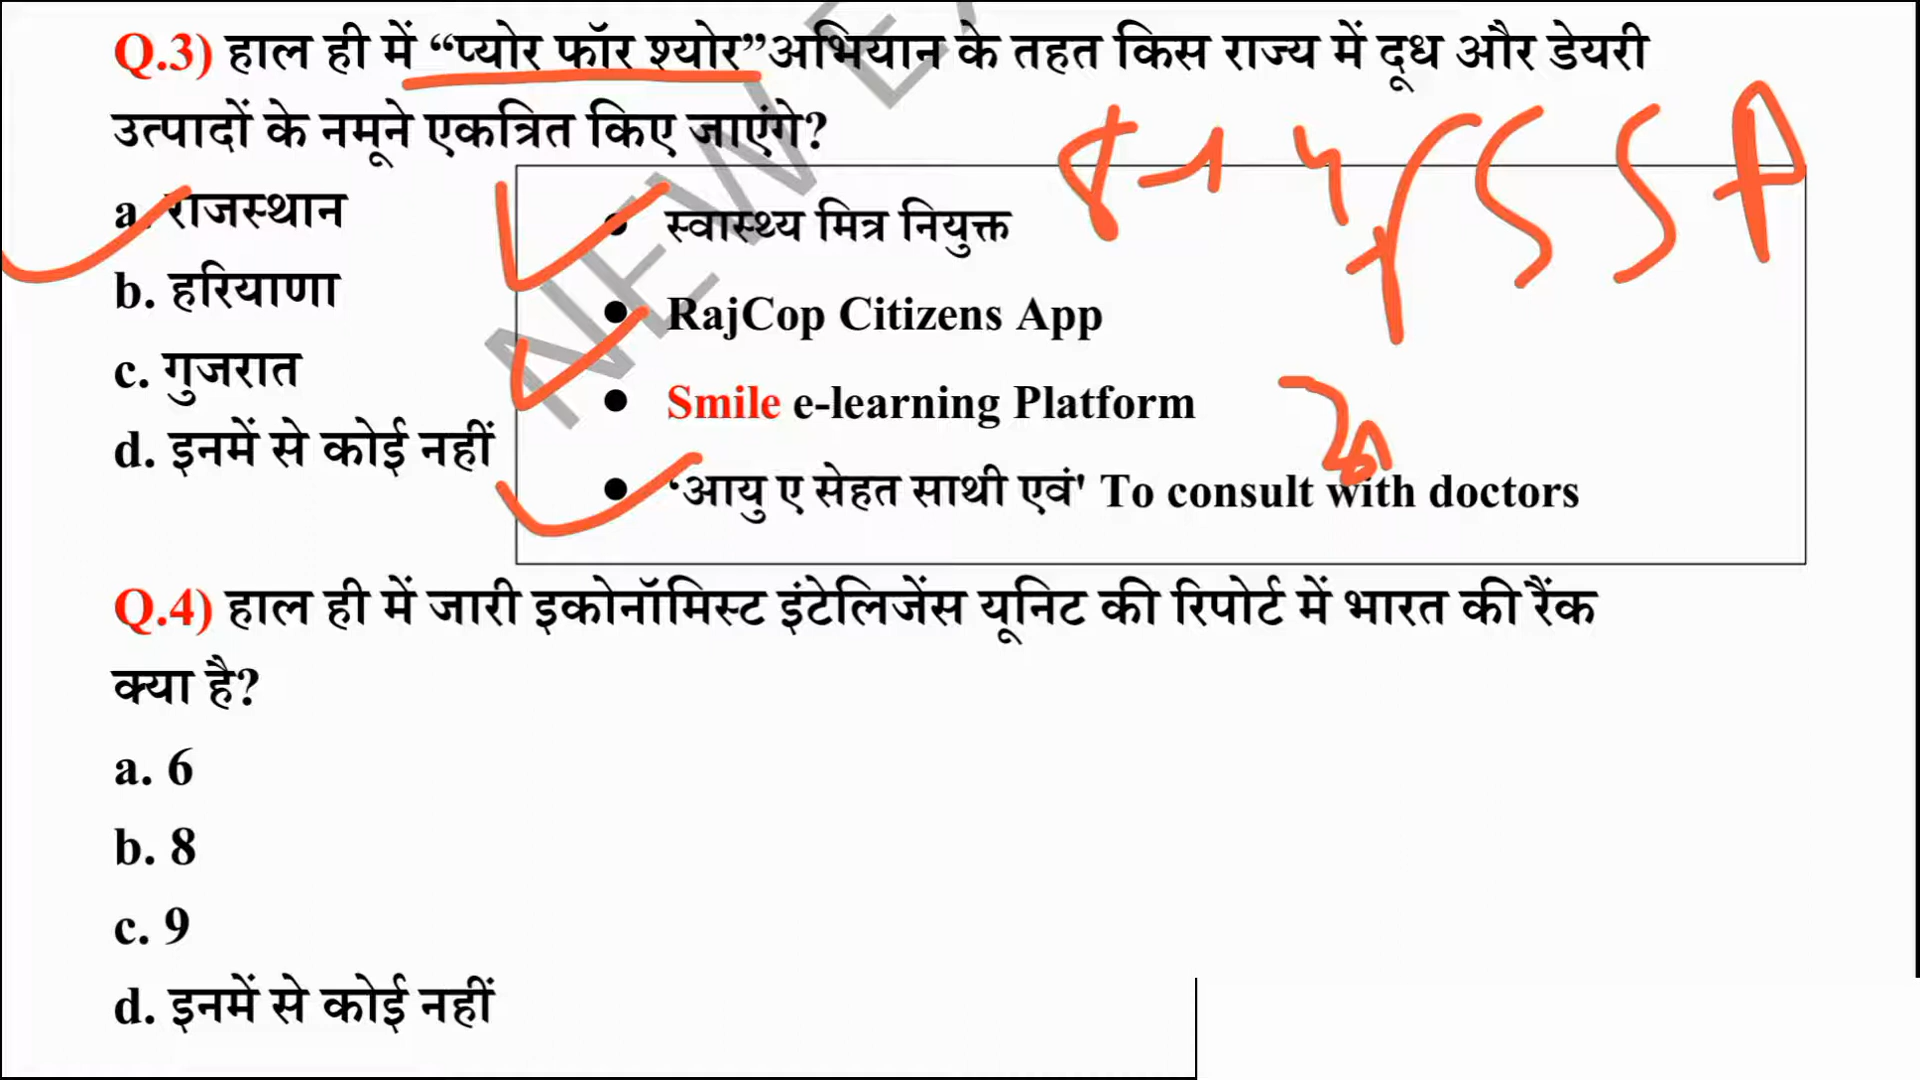 Q.3) हाल ही में “प्योर फॉर श्योर”अभियान के तहत किस राज्य में दूध और डेयरी
उत्पादों के नमूने एकत्रित किए जाएंगे?
a. राजस्थान
b. हरियाणा
c. गुजरात
d. इनमें से कोई नहीं
● स्वास्थ्य मित्र नियुक्त
● RajCop Citizens App
● Smile e-learning Platform
● ‘आयु ए सेहत साथी एवं' To consult with doctors
Q.4) हाल ही में जारी इकोनॉमिस्ट इंटेलिजेंस यूनिट की रिपोर्ट में भारत की रैंक
क्या है?
a. 6
b. 8
c. 9
d. इनमें से कोई नहीं
NEW